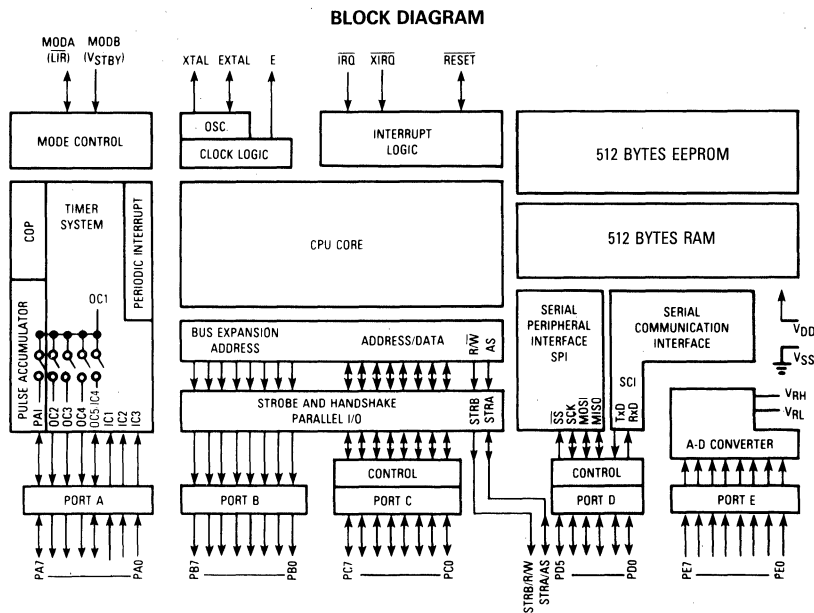 BLOCK DIAGRAM
MODA
(LIR)
MODB
(VSTBY)
XTAL
EXTAL
E
IRQ
XIRQ
RESET
MODE CONTROL
OSC.
CLOCK LOGIC
INTERRUPT
LOGIC
512 BYTES EEPROM
COP
TIMER
SYSTEM
PERIODIC INTERRUPT
CPU CORE
512 BYTES RAM
PULSE ACCUMULATOR
OC1
BUS EXPANSION
ADDRESS
ADDRESS/DATA
R/W
AS
SERIAL
PERIPHERAL
INTERFACE
SPI
SERIAL
COMMUNICATION
INTERFACE
SCI
VDD
VSS
PAI
OC2
OC3
OC4
OC5/IC4
IC1
IC2
IC3
STROBE AND HANDSHAKE
PARALLEL I/O
STRB
STRA
SS
SCK
MOSI
MISO
TxD
RxD
VRH
VRL
A-D CONVERTER
CONTROL
CONTROL
PORT A
PORT B
PORT C
PORT D
PORT E
PA7
PA0
PB7
PB0
PC7
PC0
STRB/R/W
STRA/AS
PD5
PD0
PE7
PE0